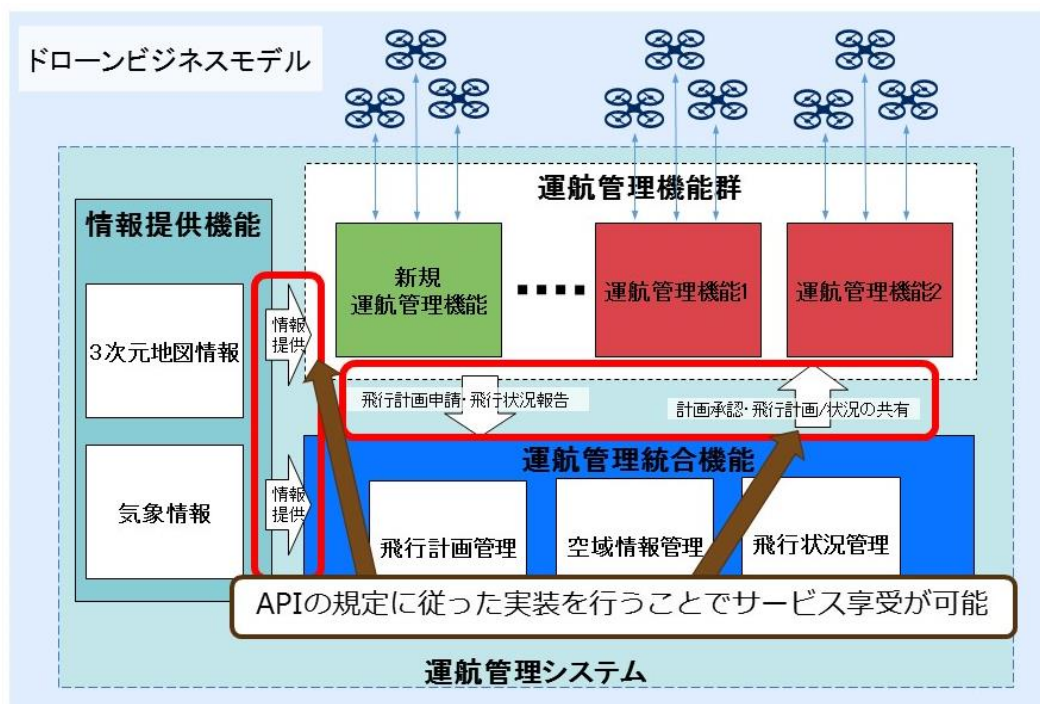 ドローンビジネスモデル
運航管理機能群
情報提供機能
新規
運航管理機能
運航管理機能1
運航管理機能2
3次元地図情報
情報
提供
飛行計画申請・飛行状況報告
計画承認・飛行計画/状況の共有
運航管理統合機能
気象情報
情報
提供
飛行計画管理
空域情報管理
飛行状況管理
APIの規定に従った実装を行うことでサービス享受が可能
運航管理システム